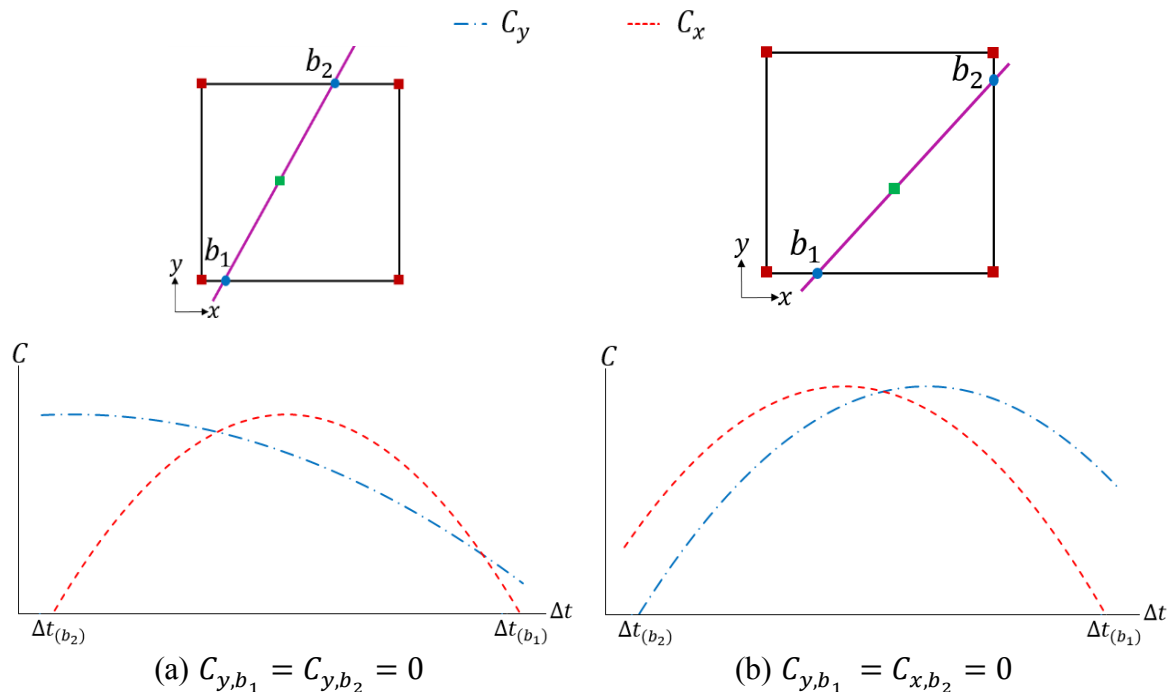 C_y C_x
b_2
b_1
y
x
b_2
b_1
y
x
C
Δt_(b_2) Δt_(b_1) Δt
(a) C_{y,b_1} = C_{y,b_2} = 0
C
Δt_(b_2) Δt_(b_1) Δt
(b) C_{y,b_1} = C_{x,b_2} = 0